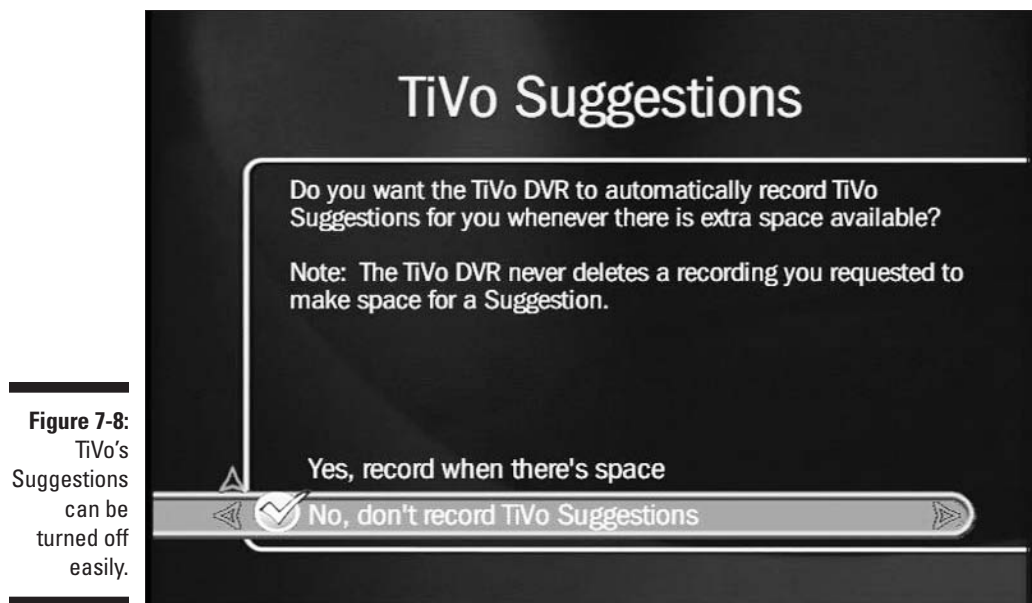 TiVo Suggestions
Do you want the TiVo DVR to automatically record TiVo
Suggestions for you whenever there is extra space available?
Note: The TiVo DVR never deletes a recording you requested to
make space for a Suggestion.
Yes, record when there's space
No, don't record TiVo Suggestions
Figure 7-8:
TiVo's
Suggestions
can be
turned off
easily.